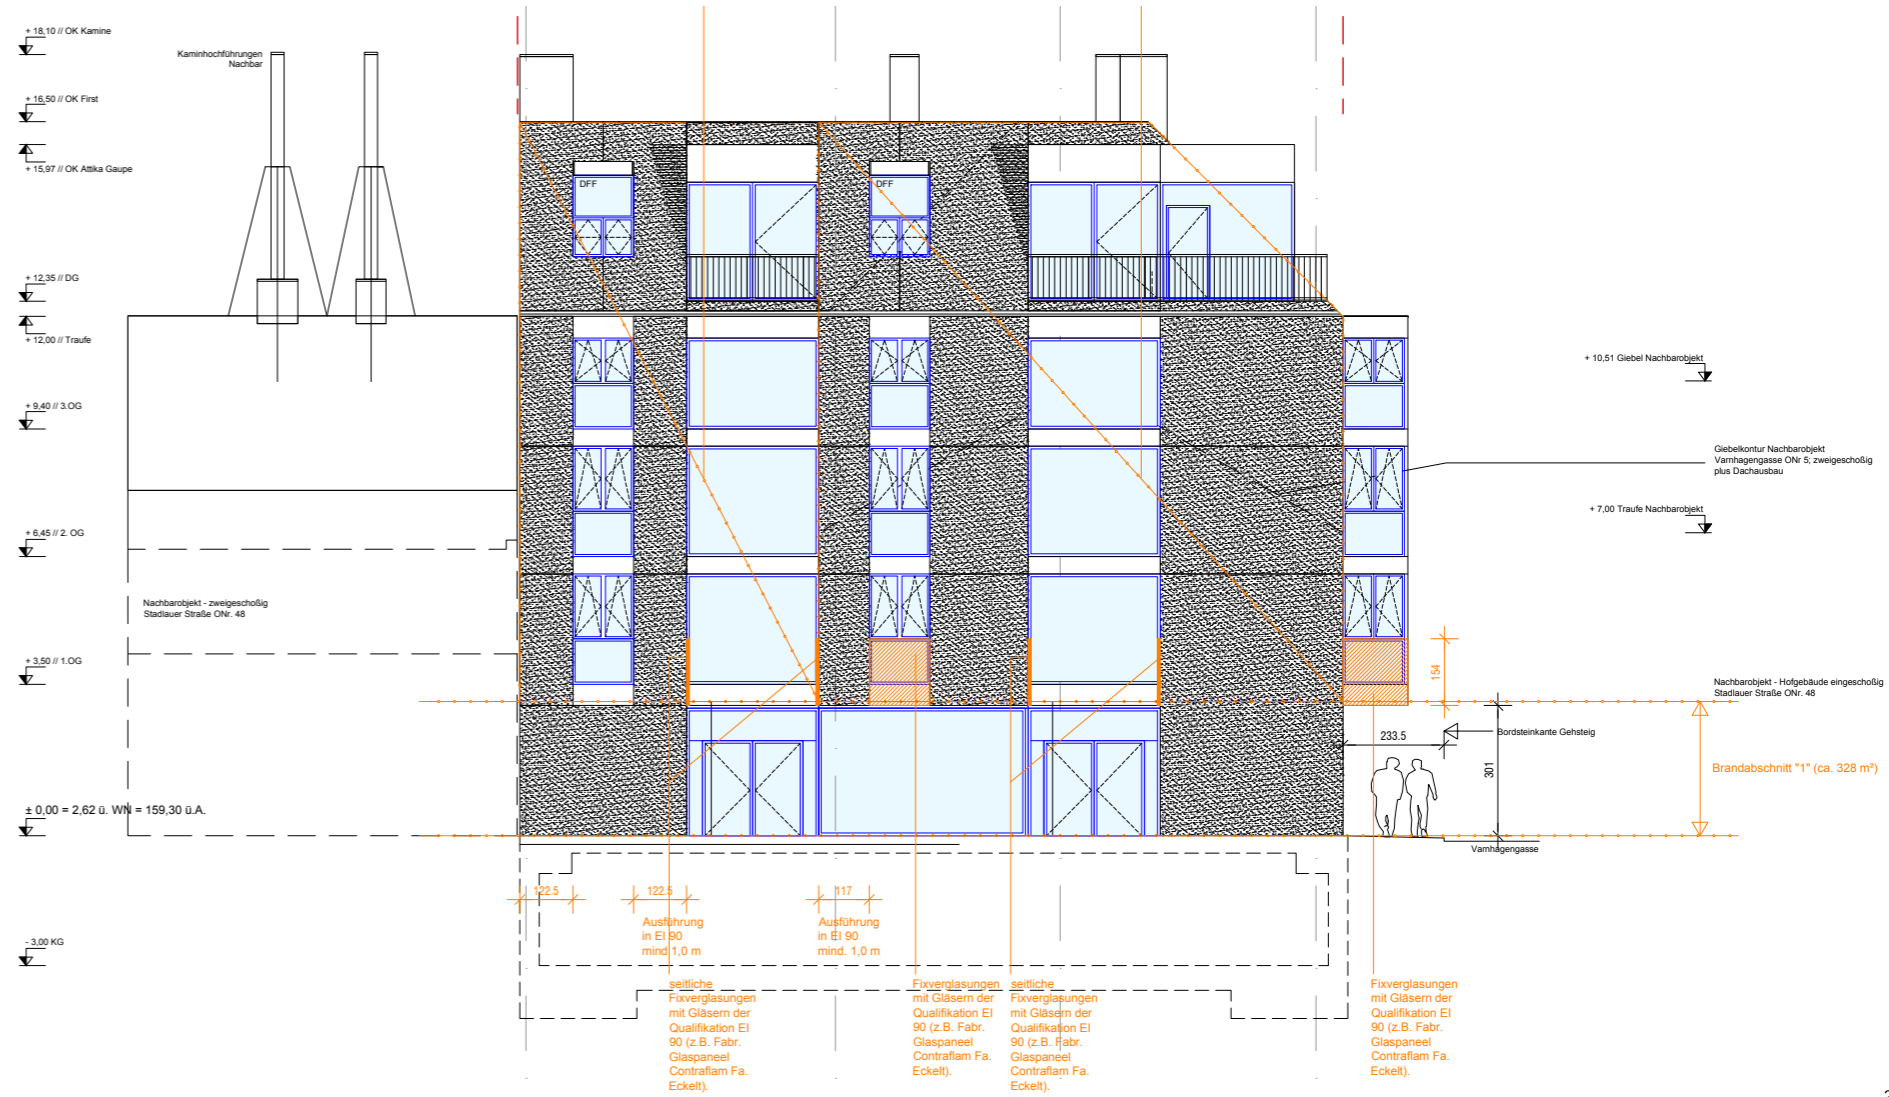 + 18,10 // OK Kamine
Kaminhochführungen
Nachbar
+ 16,50 // OK First
+ 15,97 // OK Attika Gaupe
DFF
DFF
+ 12,35 // DG
+ 12,00 // Traufe
+ 10,51 Giebel Nachbarobjekt
+ 9,40 // 3.OG
Giebelkontur Nachbarobjekt
Varnhagengasse ONr 5; zweigeschoßig
plus Dachausbau
+ 7,00 Traufe Nachbarobjekt
+ 6,45 // 2. OG
Nachbarobjekt - zweigeschoßig
Stadlauer Straße ONr. 48
+ 3,50 // 1.OG
154
Nachbarobjekt - Hofgebäude eingeschoßig
Stadlauer Straße ONr. 48
233.5
Bordsteinkante Gehsteig
301
Brandabschnitt "1" (ca. 328 m²)
± 0,00 = 2,62 ü. WN = 159,30 ü.A.
Varnhagengasse
122.5
122.5
117
Ausführung
in EI 90
mind 1,0 m
Ausführung
in EI 90
mind. 1,0 m
- 3,00 KG
seitliche
Fixverglasungen
mit Gläsern der
Qualifikation EI
90 (z.B. Fabr.
Glaspaneel
Contraflam Fa.
Eckelt).
Fixverglasungen
mit Gläsern der
Qualifikation EI
90 (z.B. Fabr.
Glaspaneel
Contraflam Fa.
Eckelt).
seitliche
Fixverglasungen
mit Gläsern der
Qualifikation EI
90 (z.B. Fabr.
Glaspaneel
Contraflam Fa.
Eckelt).
Fixverglasungen
mit Gläsern der
Qualifikation EI
90 (z.B. Fabr.
Glaspaneel
Contraflam Fa.
Eckelt).